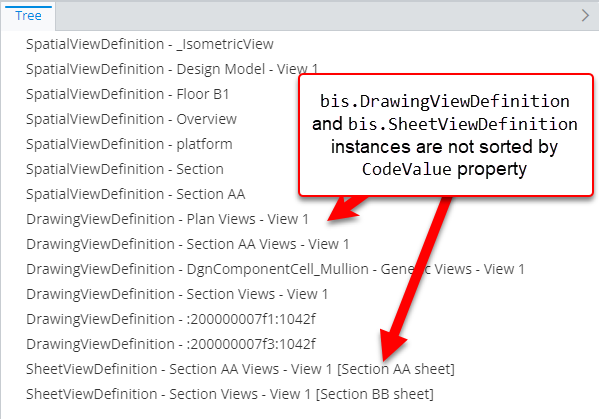 Tree
SpatialViewDefinition - _IsometricView
SpatialViewDefinition - Design Model - View 1
SpatialViewDefinition - Floor B1
SpatialViewDefinition - Overview
SpatialViewDefinition - platform
SpatialViewDefinition - Section
SpatialViewDefinition - Section AA
bis.DrawingViewDefinition
and bis.SheetViewDefinition
instances are not sorted by
CodeValue property
DrawingViewDefinition - Plan Views - View 1
DrawingViewDefinition - Section AA Views - View 1
DrawingViewDefinition - DgnComponentCell_Mullion - Generic Views - View 1
DrawingViewDefinition - Section Views - View 1
DrawingViewDefinition - :200000007f1:1042f
DrawingViewDefinition - :200000007f3:1042f
SheetViewDefinition - Section AA Views - View 1 [Section AA sheet]
SheetViewDefinition - Section Views - View 1 [Section BB sheet]